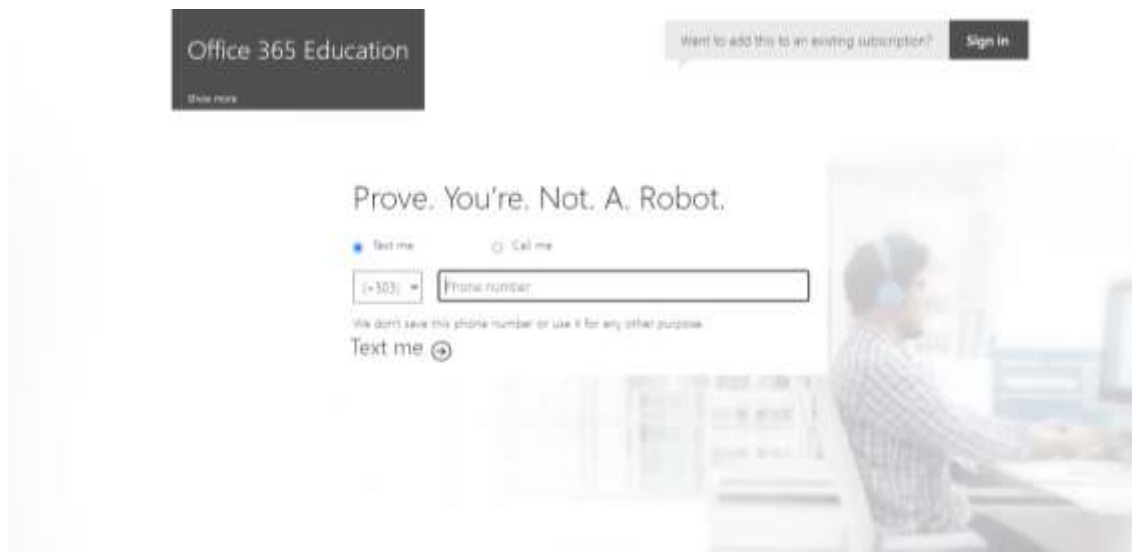 Office 365 Education
Show more
Want to add this to an existing subscription? Sign in
Prove. You're. Not. A. Robot.
Text me Call me
(+503) Phone number
We don't save this phone number or use it for any other purpose.
Text me